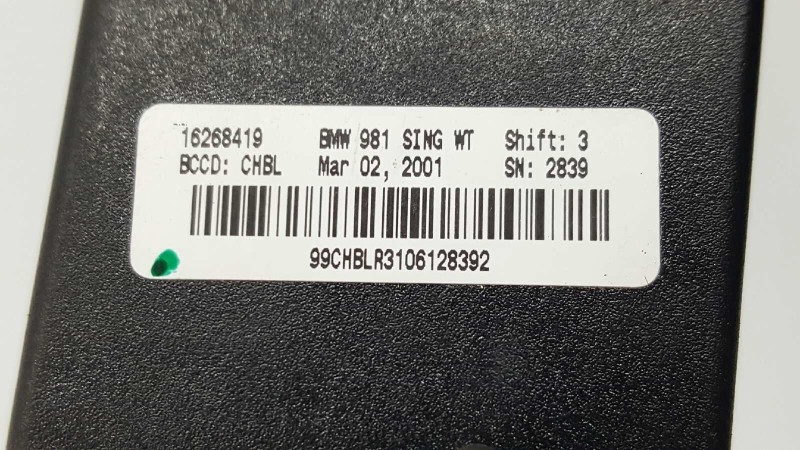 16268419 BMW 981 SING WT Shift: 3
BCCD: CHBL Mar 02, 2001 SN: 2839
99CHBLR3106128392